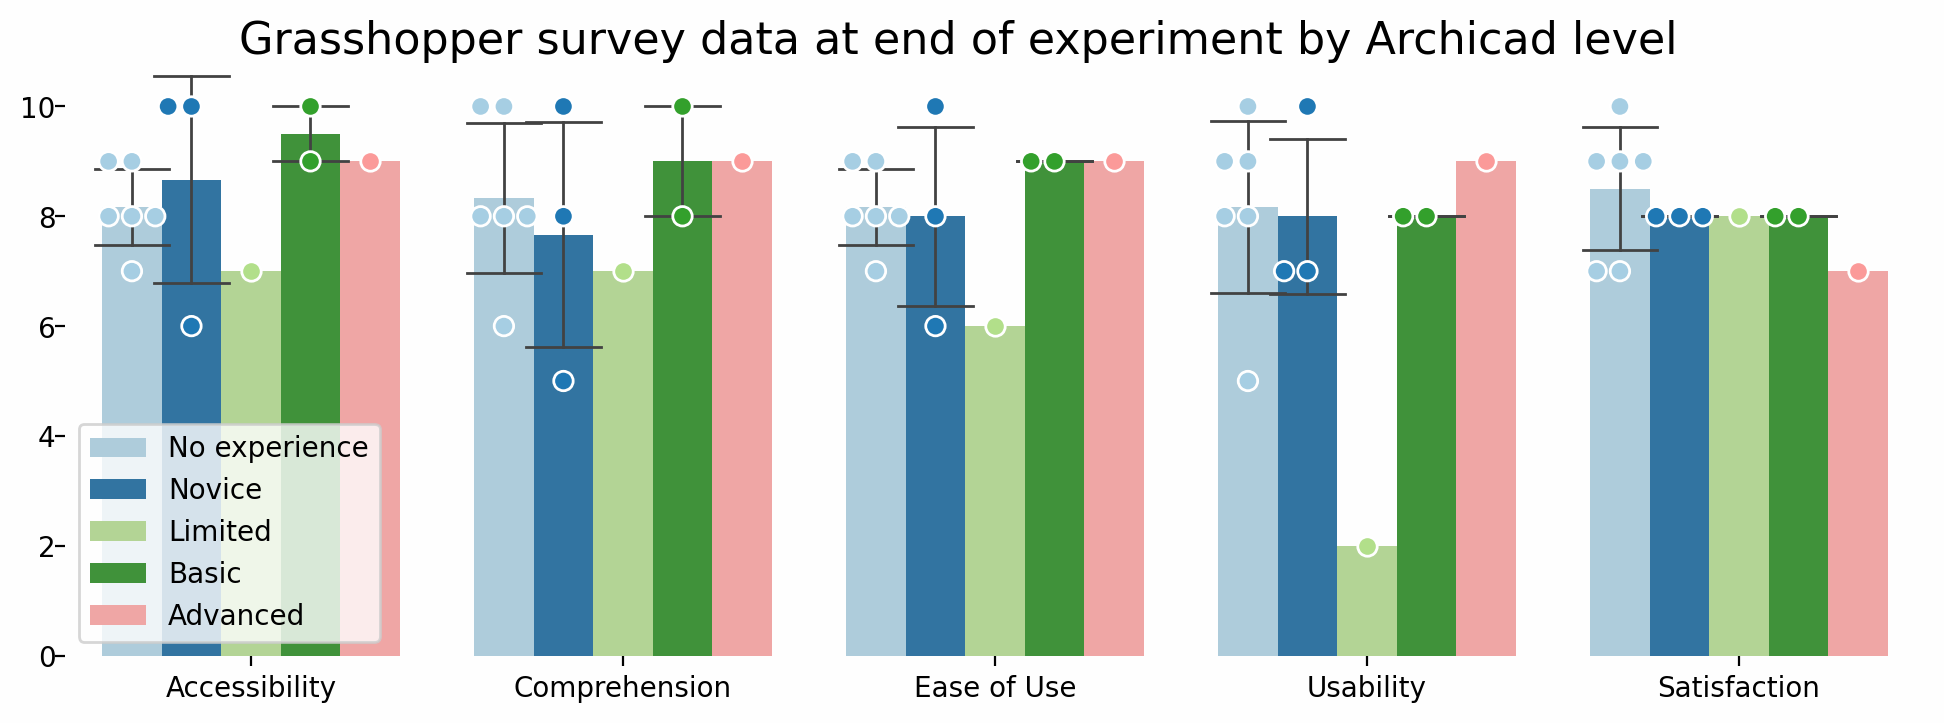 Grasshopper survey data at end of experiment by Archicad level
10
8
6
4
2
0
No experience
Novice
Limited
Basic
Advanced
Accessibility
Comprehension
Ease of Use
Usability
Satisfaction